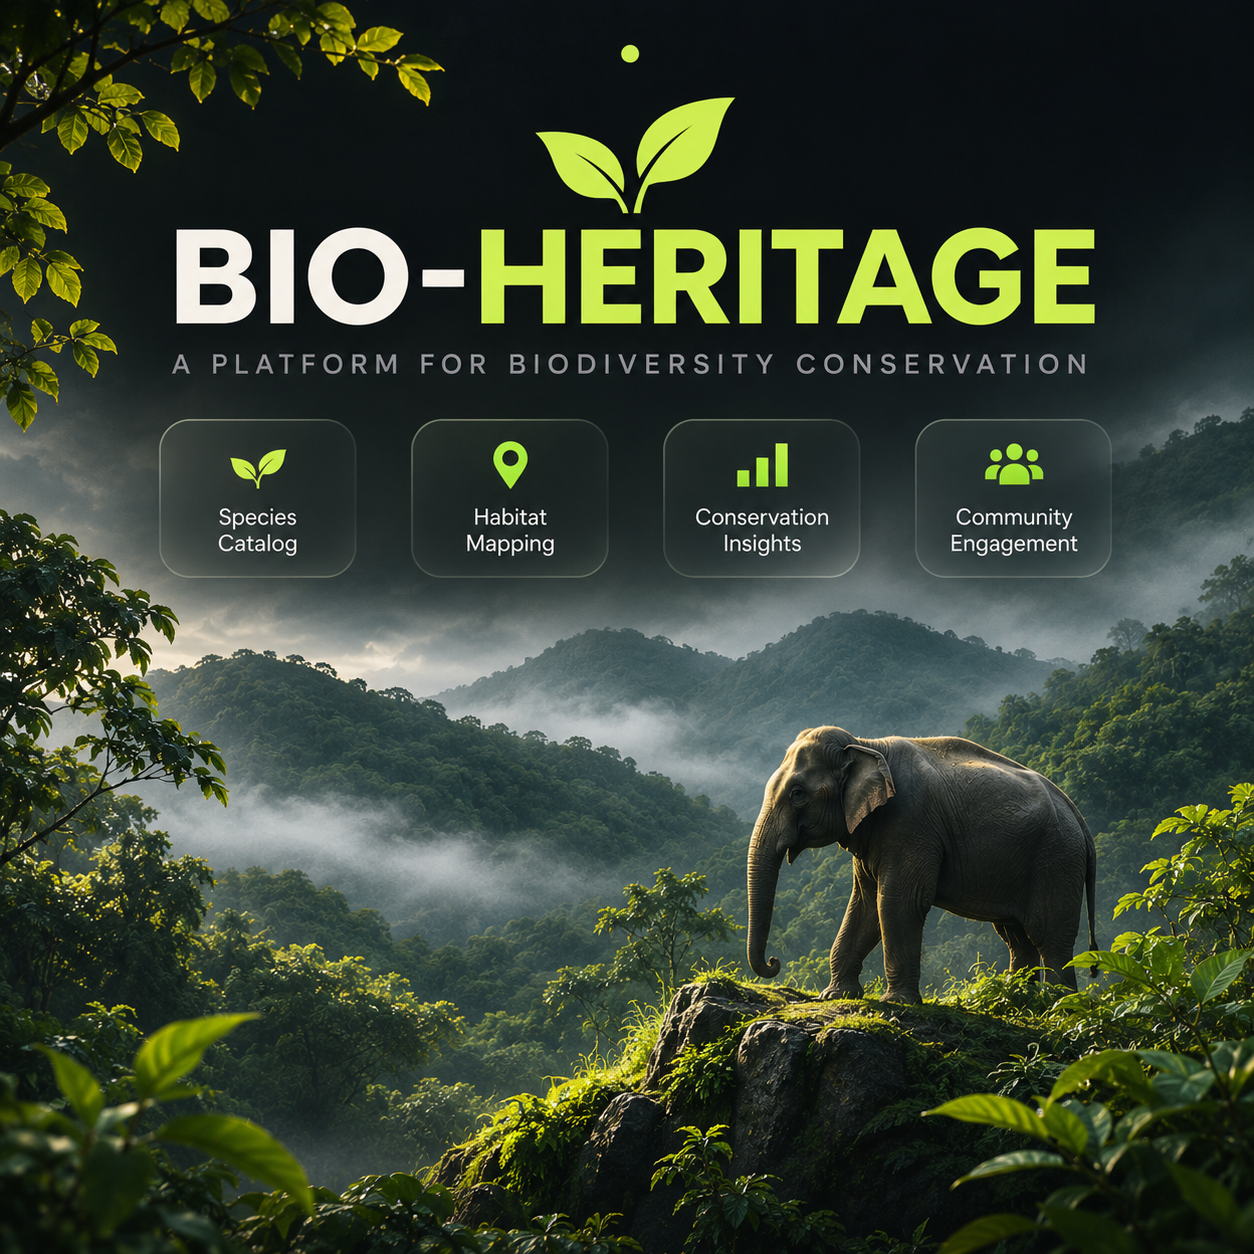 BIO-HERITAGE
A PLATFORM FOR BIODIVERSITY CONSERVATION
Species
Catalog
Habitat
Mapping
Conservation
Insights
Community
Engagement